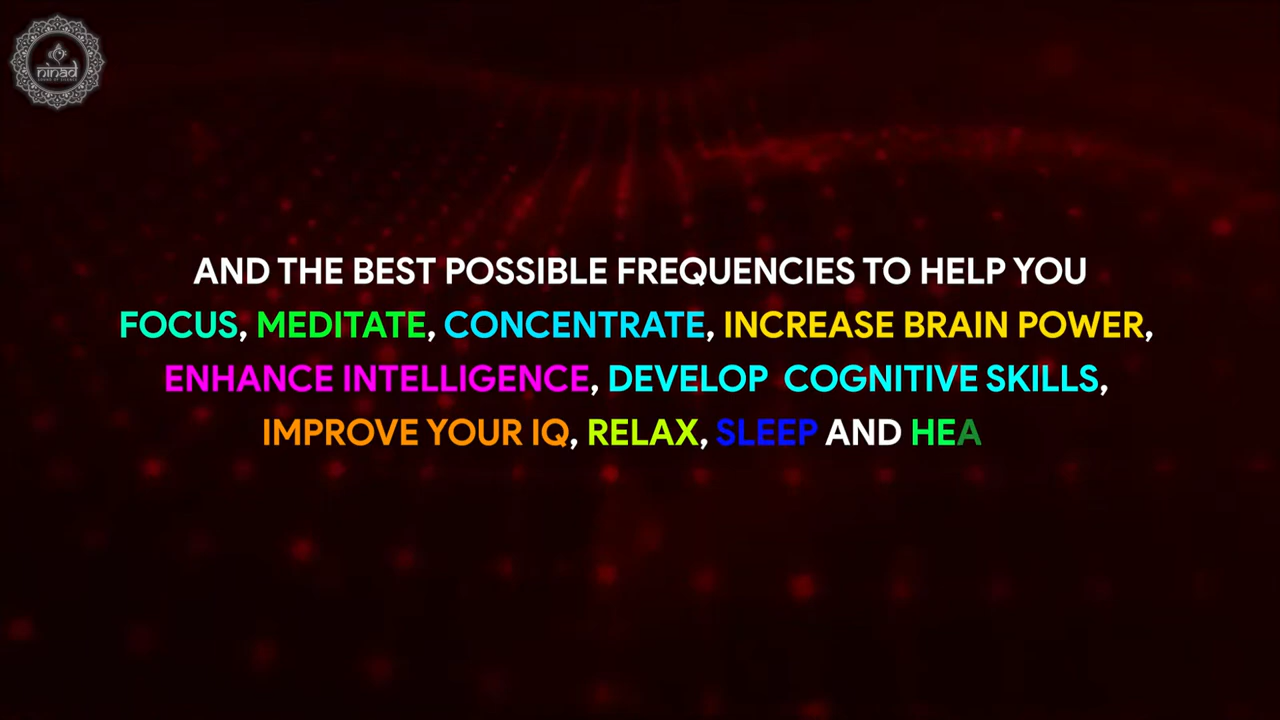 ninad
AND THE BEST POSSIBLE FREQUENCIES TO HELP YOU
FOCUS, MEDITATE, CONCENTRATE, INCREASE BRAIN POWER,
ENHANCE INTELLIGENCE, DEVELOP  COGNITIVE SKILLS,
IMPROVE YOUR IQ, RELAX, SLEEP AND HEA